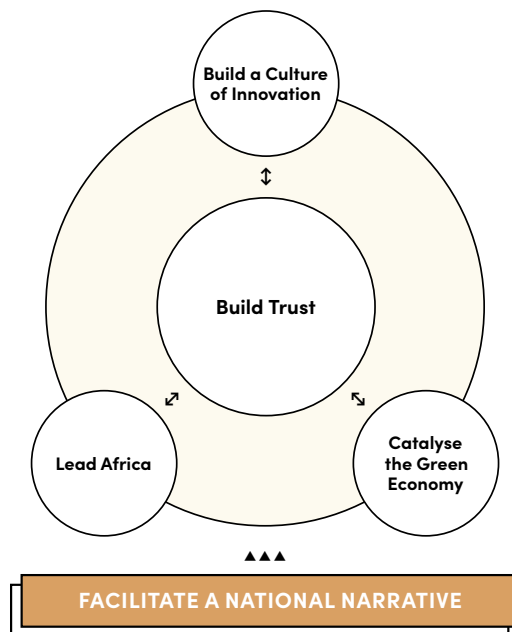 Build a Culture
of Innovation
Build Trust
Lead Africa
Catalyse
the Green
Economy
FACILITATE A NATIONAL NARRATIVE